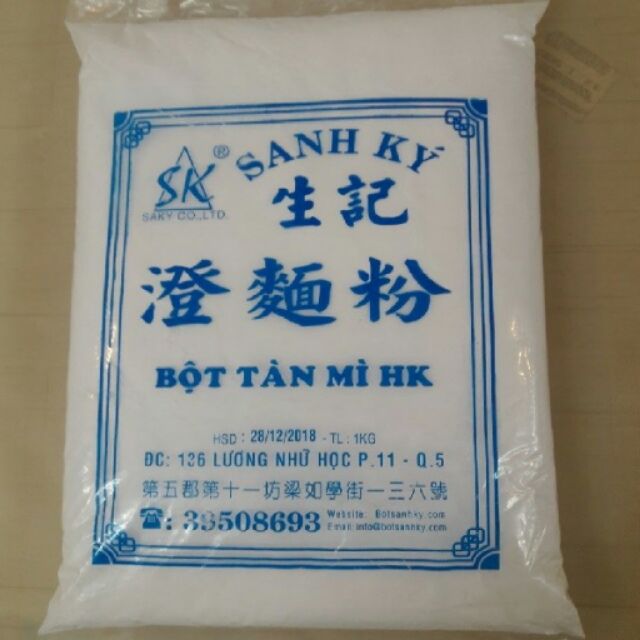 SANH KÝ
SK ®
SAKY CO.,LTD.
生記
澄麵粉
BỘT TÀN MÌ HK
HSD : 28/12/2018 - TL : 1KG
ĐC: 136 LƯƠNG NHỮ HỌC P.11 - Q.5
第五郡第十一坊梁如學街一三六號
☎: 39508693
Website: Botsanhky.com
Email: info@botsanhky.com